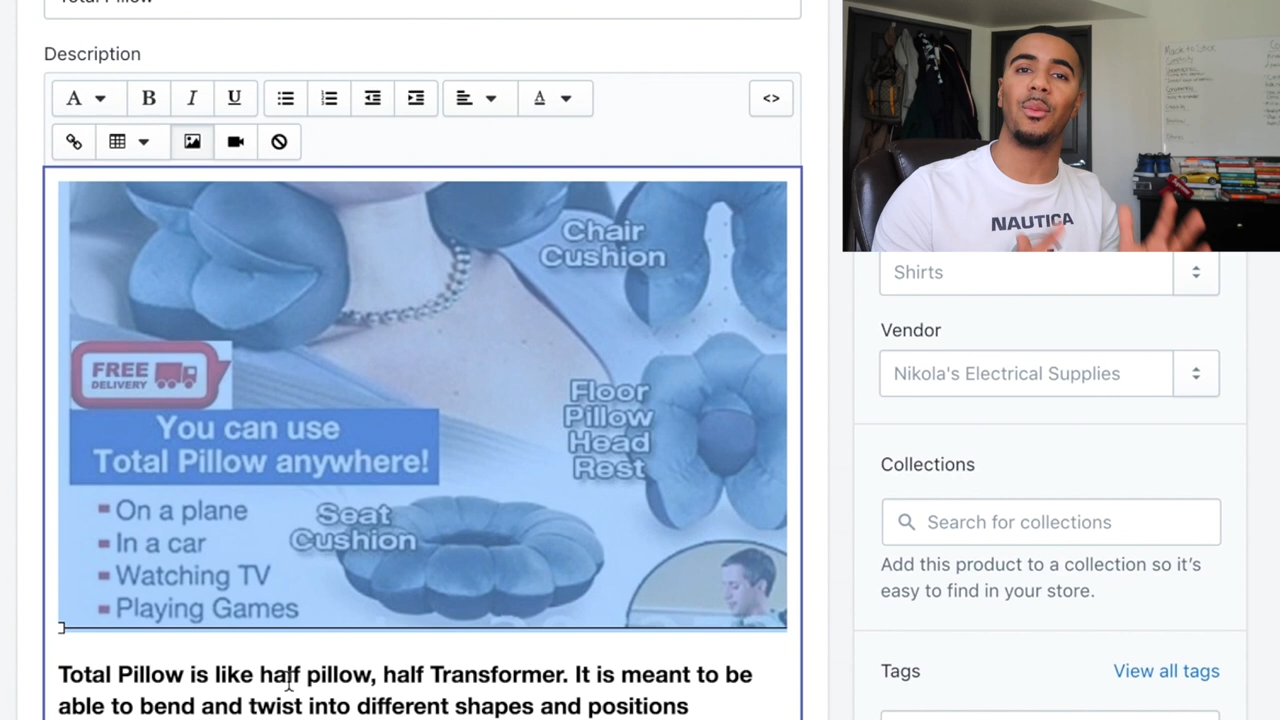 Description
A
B
I
U
A
<>
Chair
Cushion
FREE
DELIVERY
You can use
Total Pillow anywhere!
Floor
Pillow
Head
Rest
Seat
Cushion
On a plane
In a car
Watching TV
Playing Games
Total Pillow is like half pillow, half Transformer. It is meant to be
able to bend and twist into different shapes and positions
NAUTICA
Shirts
Vendor
Nikola's Electrical Supplies
Collections
Search for collections
Add this product to a collection so it's
easy to find in your store.
Tags
View all tags